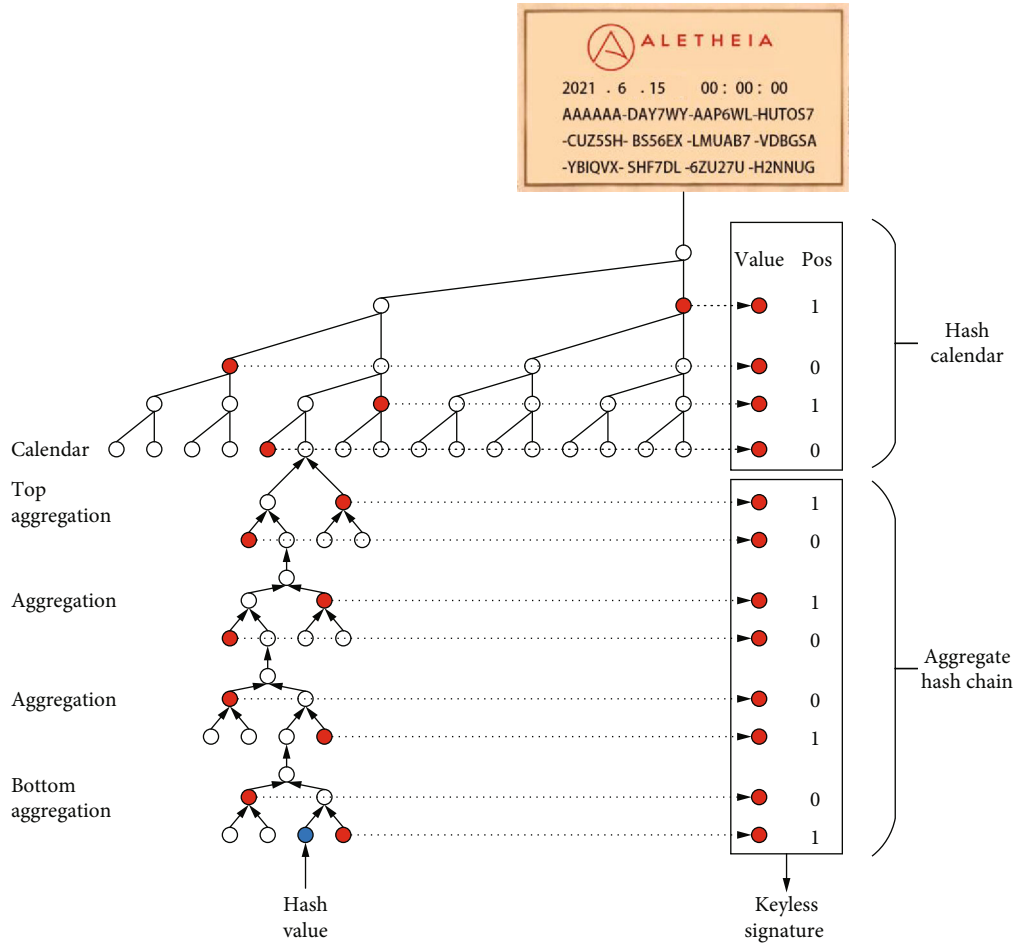 ALETHEIA
2021 . 6 . 15 00 : 00 : 00
AAAAAA-DAY7WY-AAP6WL-HUTOS7
-CUZ5SH- BS56EX -LMUAB7 -VDBGSA
-YBIQVX- SHF7DL -6ZU27U -H2NNUG
Value Pos
1
Hash
calendar
0
1
Calendar
0
Top
aggregation
1
0
Aggregation
1
0
Aggregate
hash chain
Aggregation
0
1
Bottom
aggregation
0
1
Hash
value
Keyless
signature